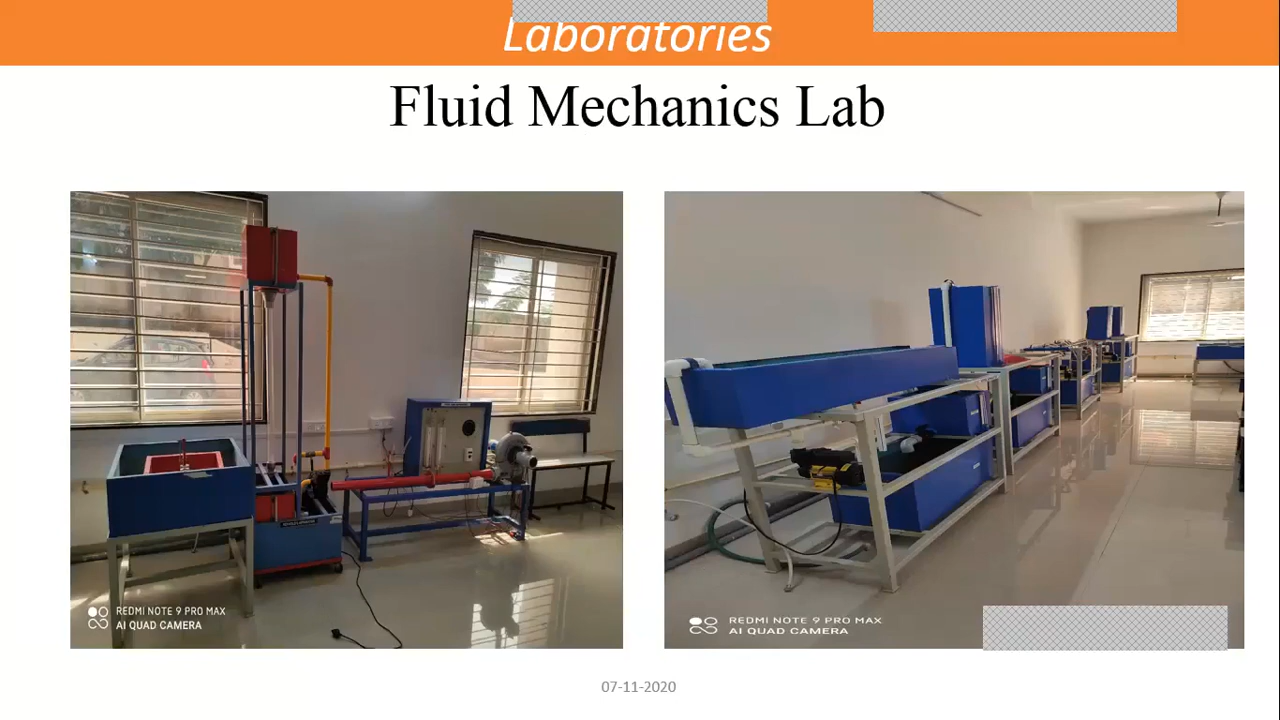 Laboratories
Fluid Mechanics Lab
REDMI NOTE 9 PRO MAX
AI QUAD CAMERA
REDMI NOTE 9 PRO MAX
AI QUAD CAMERA
07-11-2020